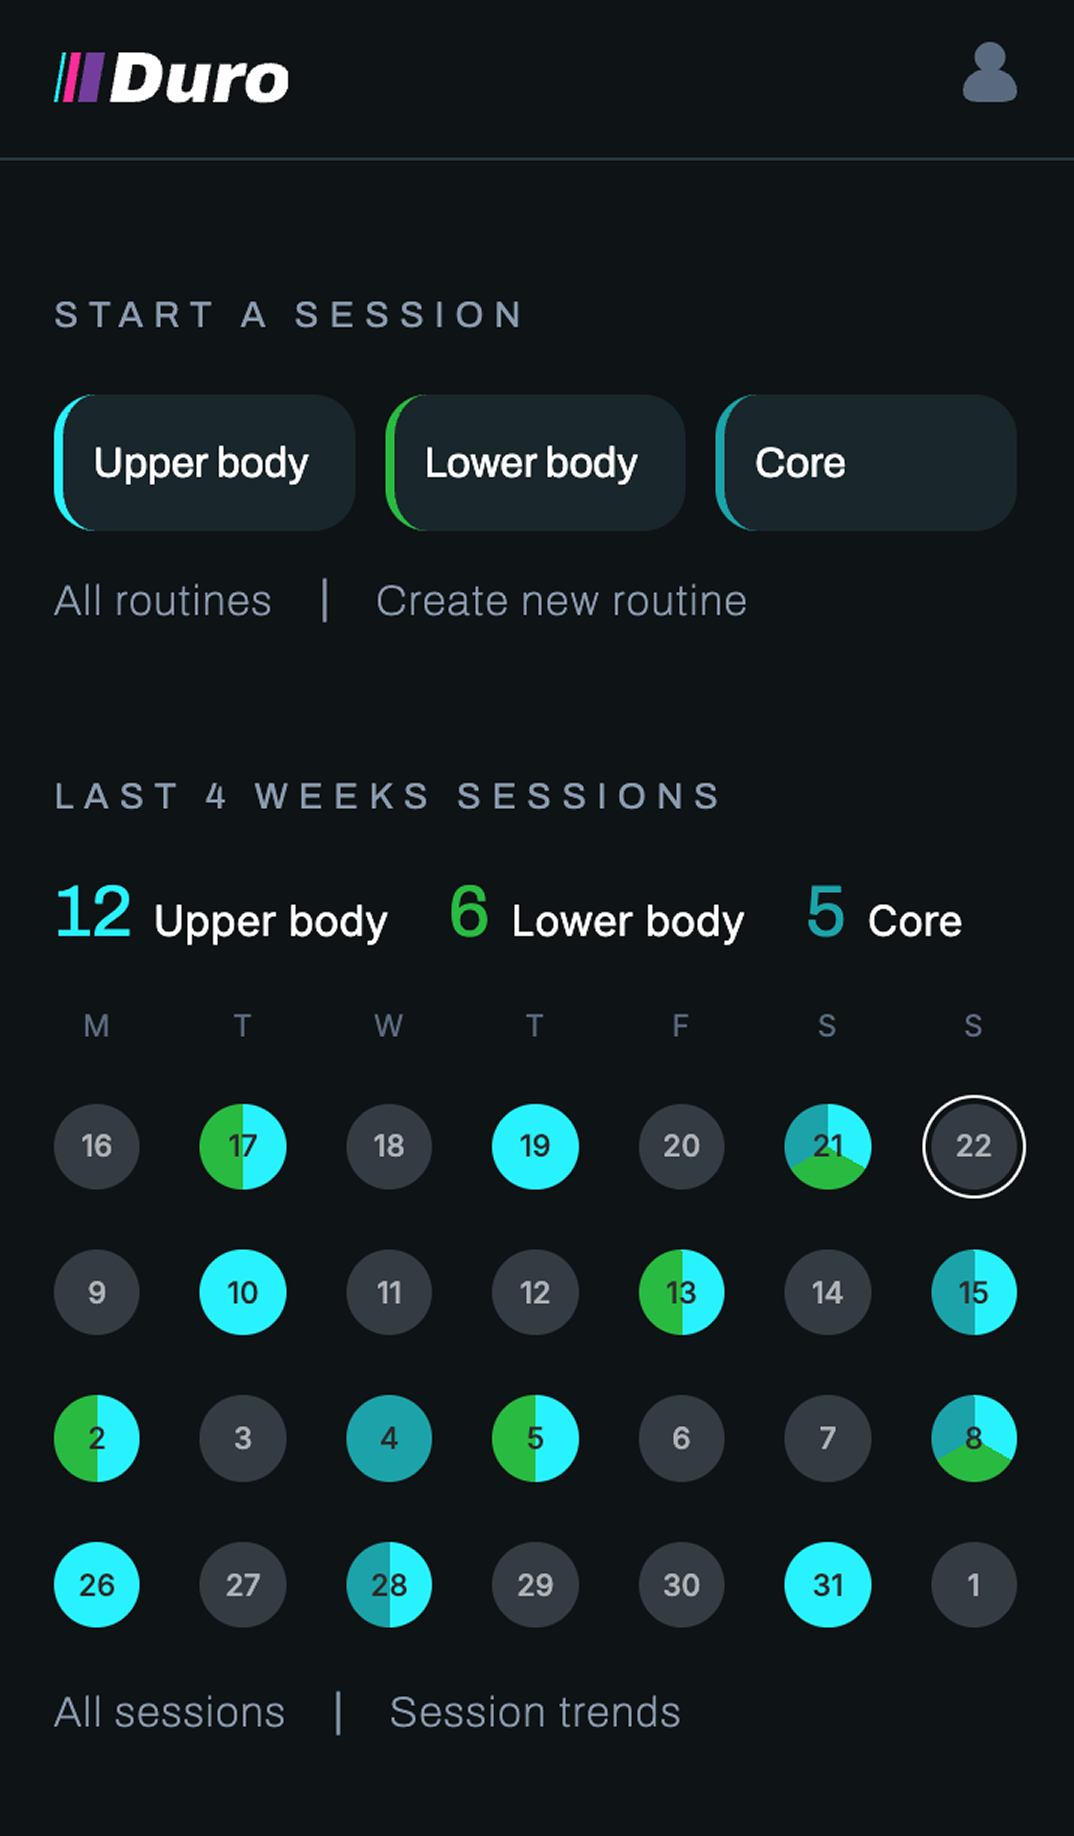 Duro
START A SESSION
Upper body Lower body Core
All routines | Create new routine
LAST 4 WEEKS SESSIONS
12 Upper body 6 Lower body 5 Core
M T W T F S S
16 17 18 19 20 21 22
9 10 11 12 13 14 15
2 3 4 5 6 7 8
26 27 28 29 30 31 1
All sessions | Session trends